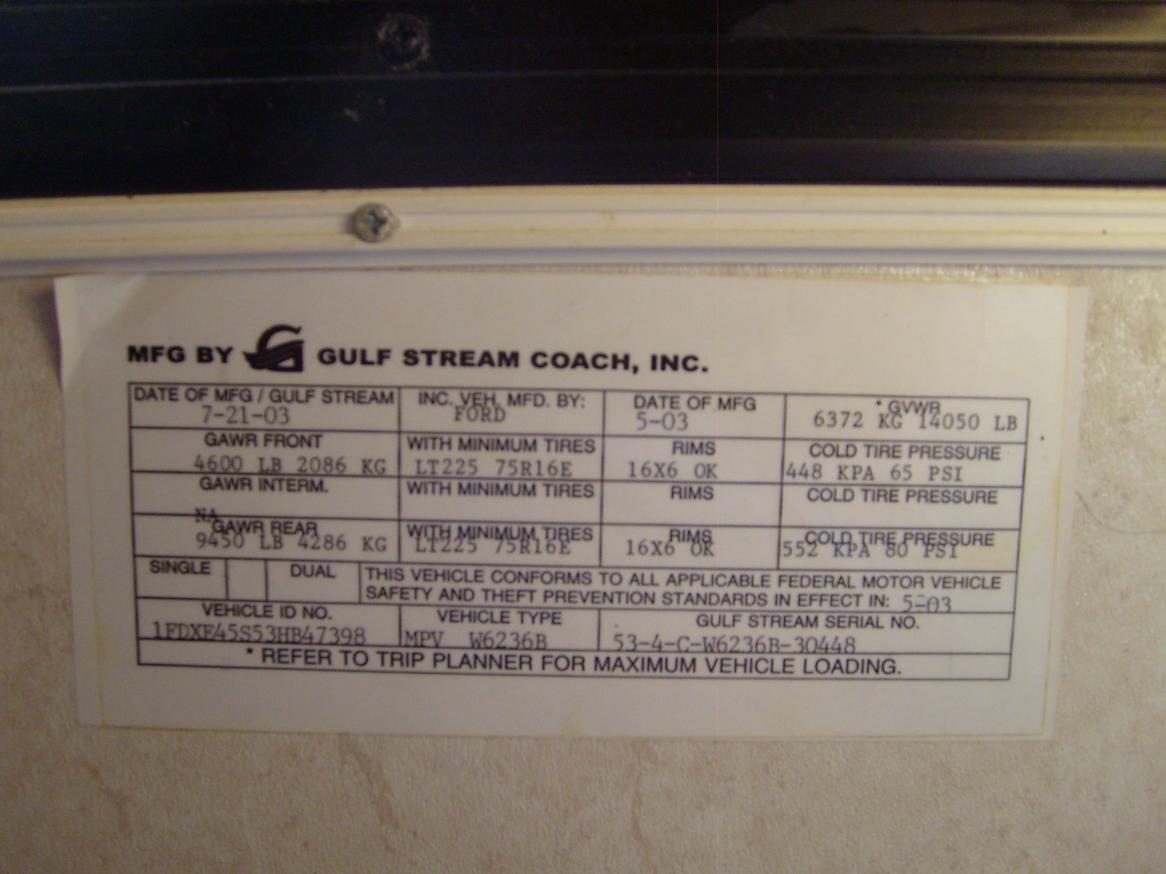 MFG BY GULF STREAM COACH, INC.
DATE OF MFG / GULF STREAM INC. VEH. MFD. BY: DATE OF MFG * GVWR
7-21-03 FORD 5-03 6372 KG 14050 LB
GAWR FRONT WITH MINIMUM TIRES RIMS COLD TIRE PRESSURE
4600 LB 2086 KG LT225 75R16E 16X6 OK 448 KPA 65 PSI
GAWR INTERM. WITH MINIMUM TIRES RIMS COLD TIRE PRESSURE
NA
GAWR REAR WITH MINIMUM TIRES RIMS COLD TIRE PRESSURE
9450 LB 4286 KG LT225 75R16E 16X6 OK 552 KPA 80 PSI
SINGLE DUAL THIS VEHICLE CONFORMS TO ALL APPLICABLE FEDERAL MOTOR VEHICLE
SAFETY AND THEFT PREVENTION STANDARDS IN EFFECT IN: 5-03
VEHICLE ID NO. VEHICLE TYPE GULF STREAM SERIAL NO.
1FDXE45S53HB47398 MPV W6236B 53-4-C-W6236B-30448
* REFER TO TRIP PLANNER FOR MAXIMUM VEHICLE LOADING.